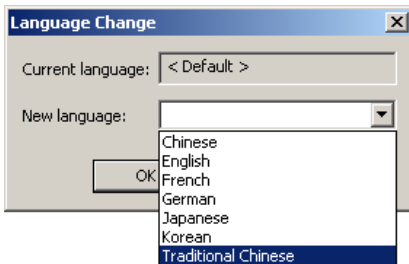 Language Change
Current language: < Default >
New language:
Chinese
English
OK
French
German
Japanese
Korean
Traditional Chinese